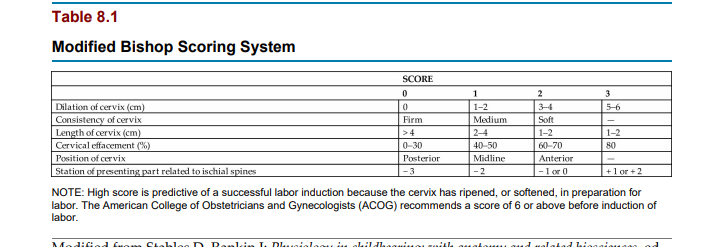 Table 8.1
Modified Bishop Scoring System
SCORE
0 1 2 3
Dilation of cervix (cm) 0 1–2 3–4 5–6
Consistency of cervix Firm Medium Soft —
Length of cervix (cm) > 4 2–4 1–2 1–2
Cervical effacement (%) 0–30 40–50 60–70 80
Position of cervix Posterior Midline Anterior —
Station of presenting part related to ischial spines – 3 – 2 – 1 or 0 + 1 or + 2
NOTE: High score is predictive of a successful labor induction because the cervix has ripened, or softened, in preparation for
labor. The American College of Obstetricians and Gynecologists (ACOG) recommends a score of 6 or above before induction of
labor.
Modified from Stables D, Rankin J: Physiology in childbearing: with anatomy and related biosciences, ed